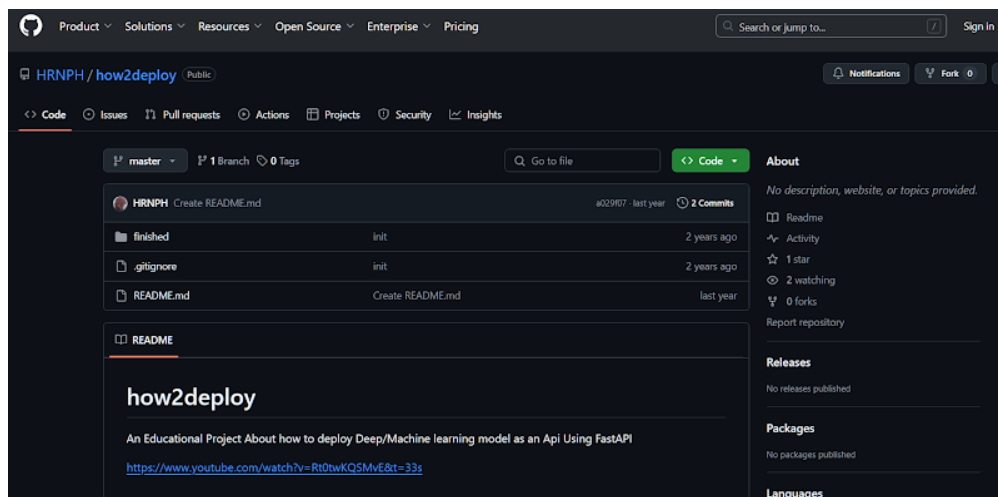 Product Solutions Resources Open Source Enterprise Pricing Search or jump to... / Sign in
HRNPH / how2deploy Public Notifications Fork 0
Code Issues Pull requests Actions Projects Security Insights
master 1 Branch 0 Tags Go to file Code
HRNPH Create README.md a029f07 · last year 2 Commits
finished init 2 years ago
.gitignore init 2 years ago
README.md Create README.md last year
README
how2deploy
An Educational Project About how to deploy Deep/Machine learning model as an Api Using FastAPI
https://www.youtube.com/watch?v=Rt0twKQSMvE&t=33s
About
No description, website, or topics provided.
Readme
Activity
1 star
2 watching
0 forks
Report repository
Releases
No releases published
Packages
No packages published
Languages